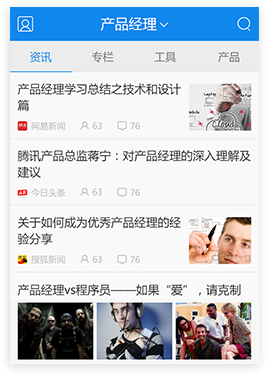 产品经理
资讯 专栏 工具 产品
产品经理学习总结之技术和设计
篇
网易新闻 63 76
腾讯产品总监蒋宁：对产品经理的深入理解及
建议
今日头条 63 76
关于如何成为优秀产品经理的经
验分享
搜狐新闻 63 76
产品经理vs程序员——如果“爱”，请克制